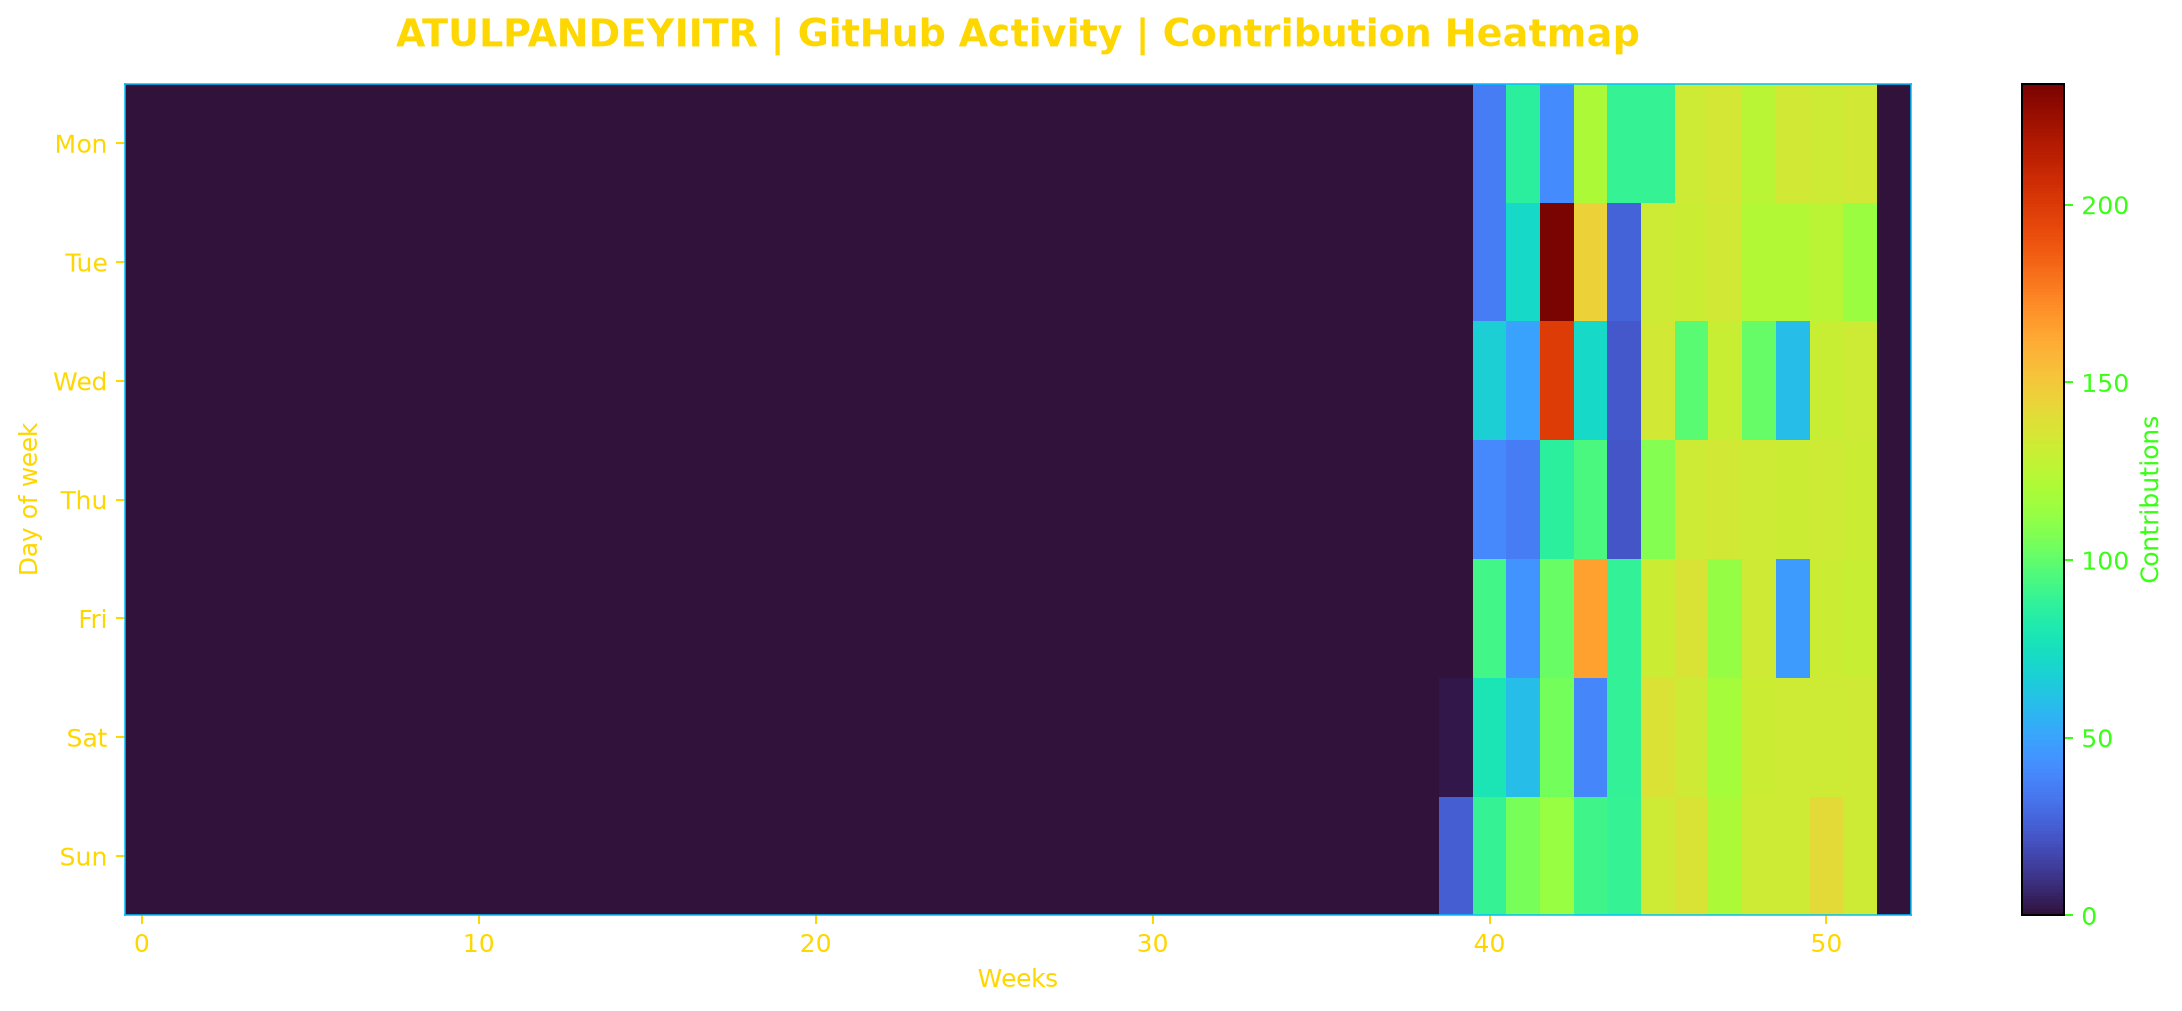 ATULPANDEYIITR | GitHub Activity | Contribution Heatmap
Day of week
Mon
Tue
Wed
Thu
Fri
Sat
Sun
0 10 20 30 40 50
Weeks
200
150
100
50
0
Contributions